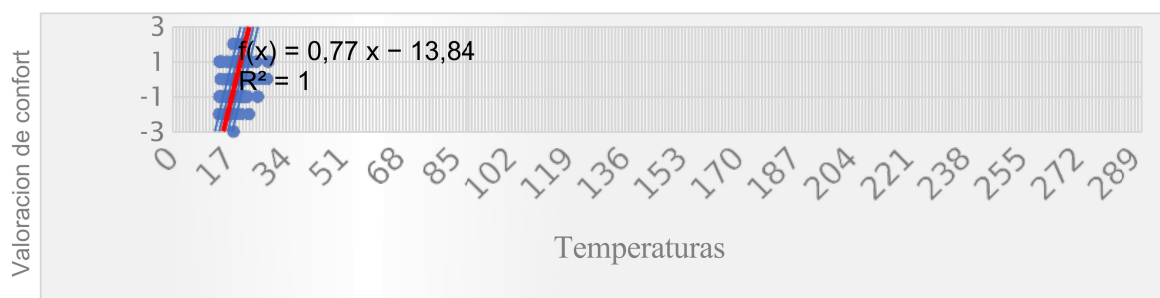 Valoracion de confort
3
1
-1
-3
f(x) = 0,77 x − 13,84
R² = 1
0 17 34 51 68 85 102 119 136 153 170 187 204 221 238 255 272 289
Temperaturas